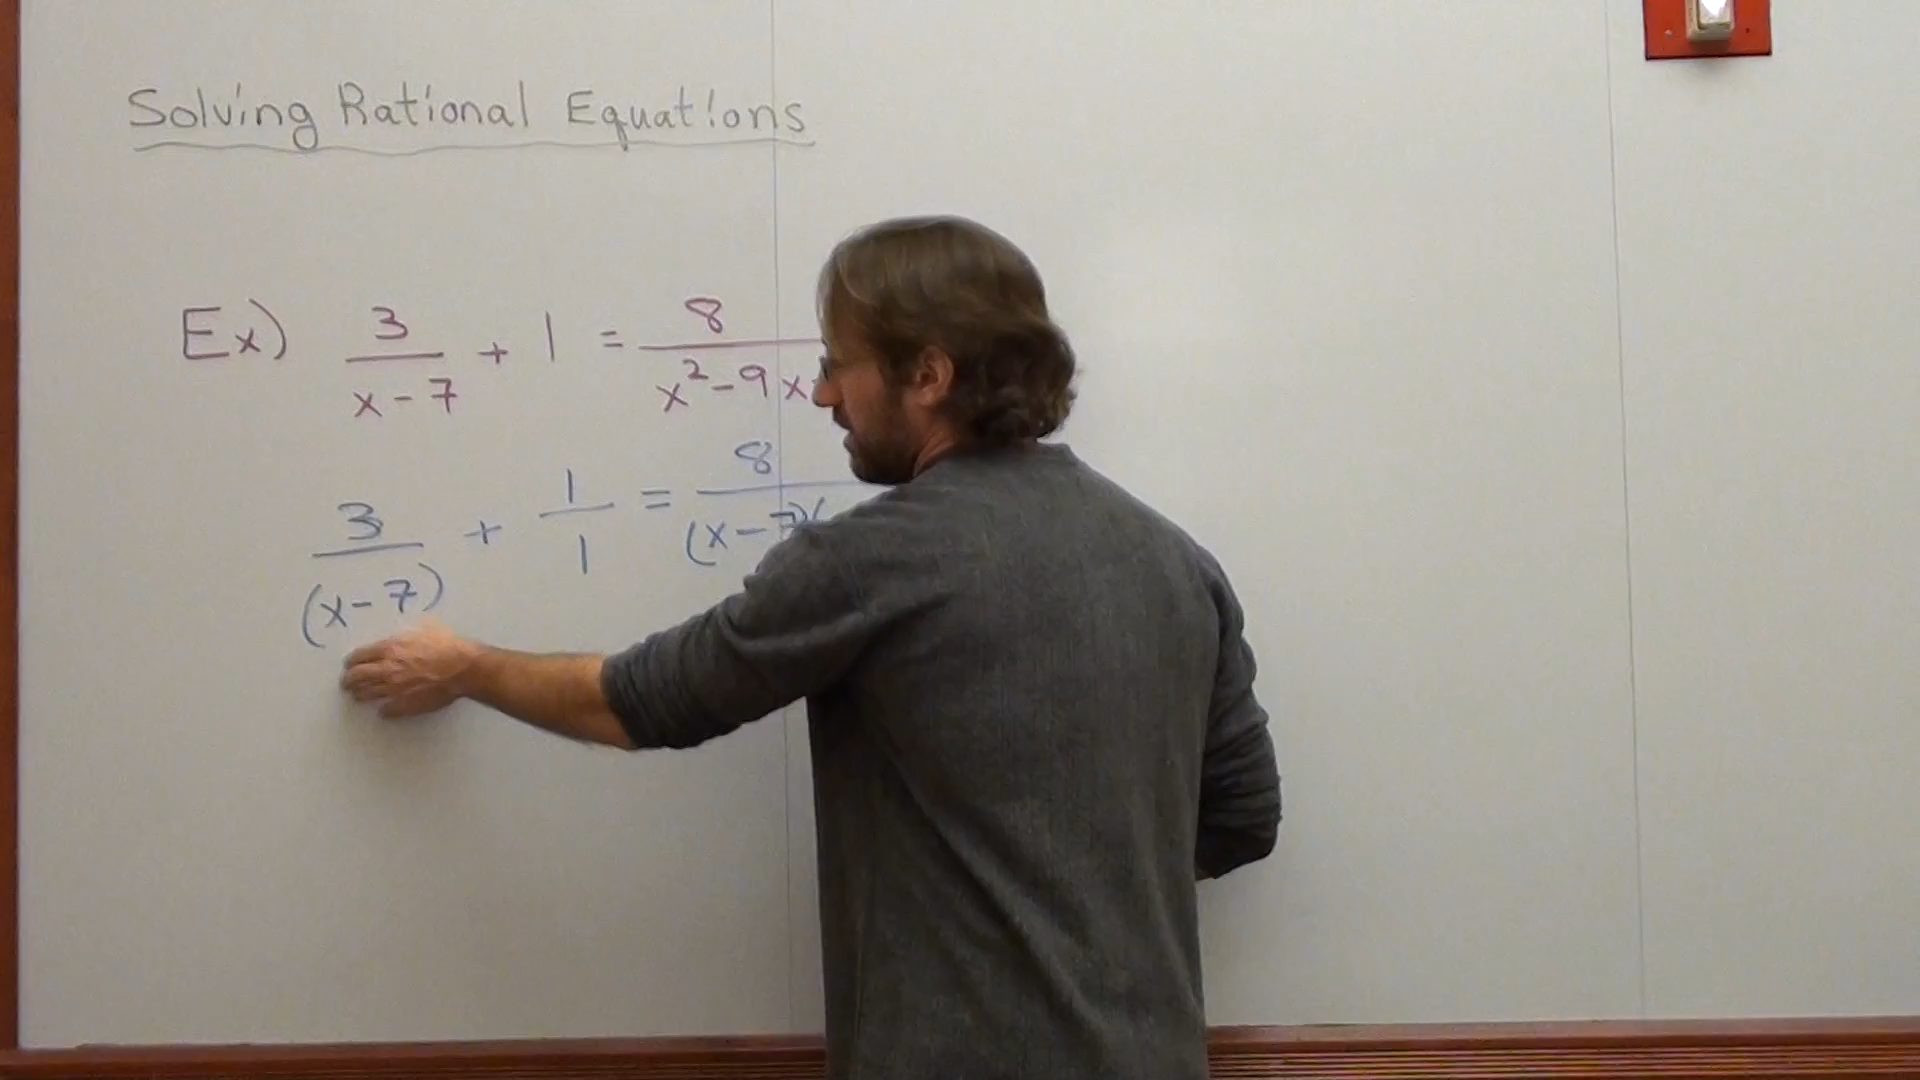 Solving Rational Equations
Ex) 3/(x-7) + 1 = 8/(x²-9x
3/(x-7) + 1/1 = 8/((x-7)(